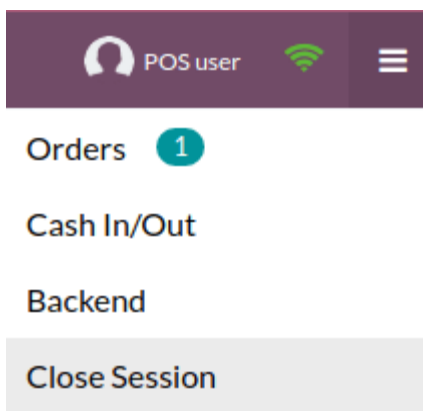 POS user
Orders 1
Cash In/Out
Backend
Close Session